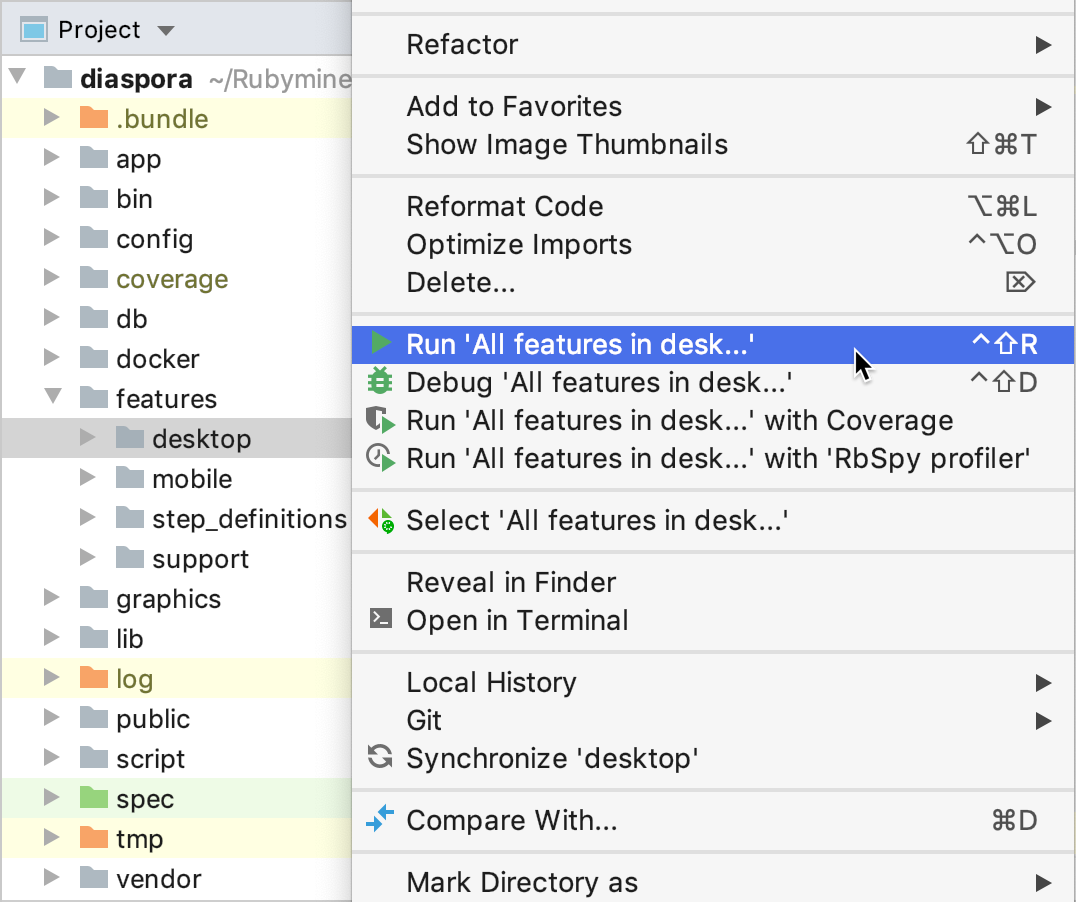 Project
diaspora ~/Rubymine
.bundle
app
bin
config
coverage
db
docker
features
desktop
mobile
step_definitions
support
graphics
lib
log
public
script
spec
tmp
vendor
Refactor
Add to Favorites
Show Image Thumbnails ⇧⌘T
Reformat Code ⌥⌘L
Optimize Imports ^⌥O
Delete... ⌦
Run 'All features in desk...' ^⇧R
Debug 'All features in desk...' ^⇧D
Run 'All features in desk...' with Coverage
Run 'All features in desk...' with 'RbSpy profiler'
Select 'All features in desk...'
Reveal in Finder
Open in Terminal
Local History
Git
Synchronize 'desktop'
Compare With... ⌘D
Mark Directory as